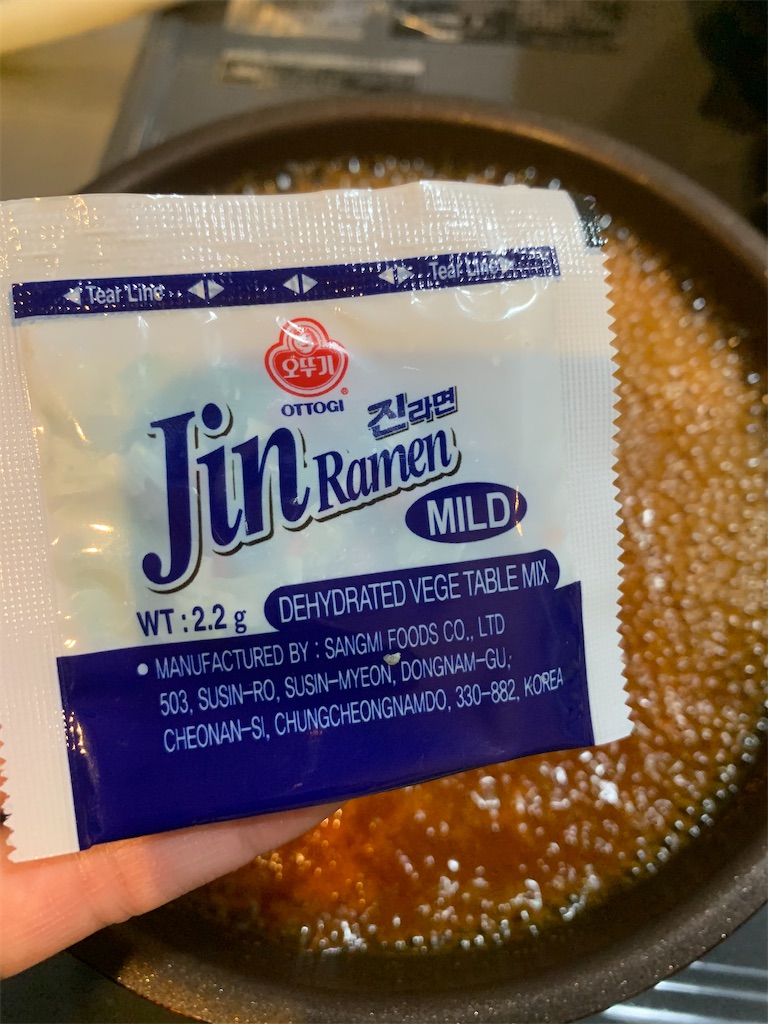 Tear Line
Tear Line
오뚜기
®
OTTOGI
진라면
Jin Ramen
MILD
WT : 2.2 g
DEHYDRATED VEGE TABLE MIX
• MANUFACTURED BY : SANGMI FOODS CO., LTD
503, SUSIN-RO, SUSIN-MYEON, DONGNAM-GU,
CHEONAN-SI, CHUNGCHEONGNAMDO, 330-882, KOREA